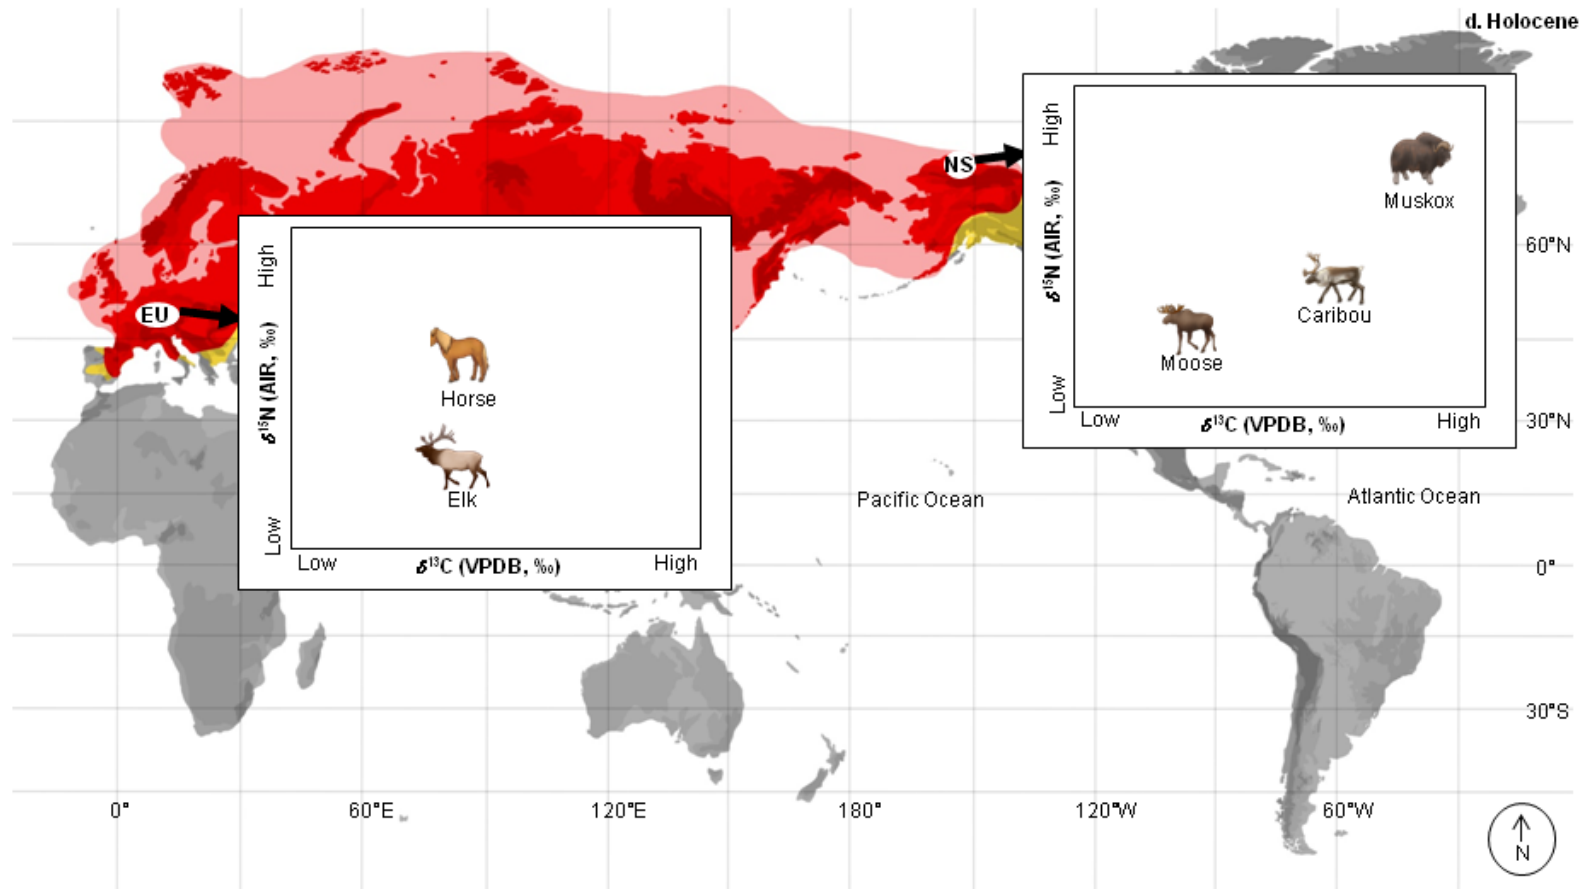 d. Holocene
NS
EU
High
δ¹⁵N (AIR, ‰)
Low
Muskox
Caribou
Moose
Low
δ¹³C (VPDB, ‰)
High
High
δ¹⁵N (AIR, ‰)
Low
Horse
Elk
Low
δ¹³C (VPDB, ‰)
High
60°N
30°N
0°
30°S
Pacific Ocean
Atlantic Ocean
0°
60°E
120°E
180°
120°W
60°W
N